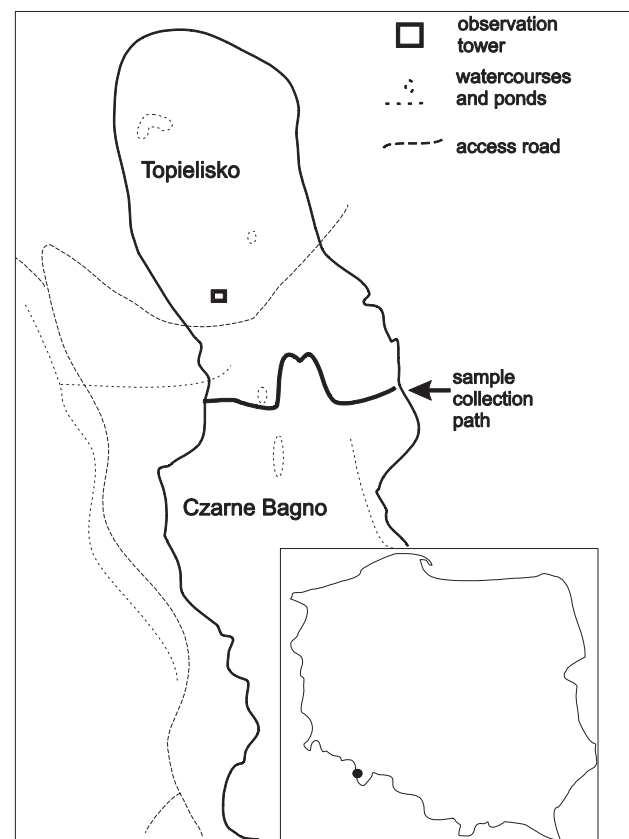 observation
tower
watercourses
and ponds
access road
Topielisko
sample
collection
path
Czarne Bagno